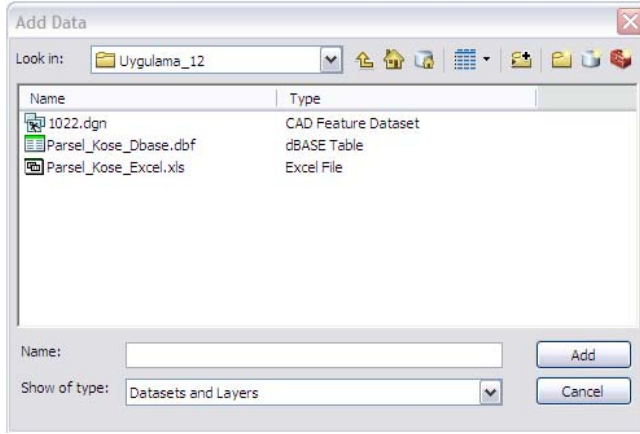 Add Data
Look in: Uygulama_12
Name Type
1022.dgn CAD Feature Dataset
Parsel_Kose_Dbase.dbf dBASE Table
Parsel_Kose_Excel.xls Excel File
Name: Add
Show of type: Datasets and Layers Cancel